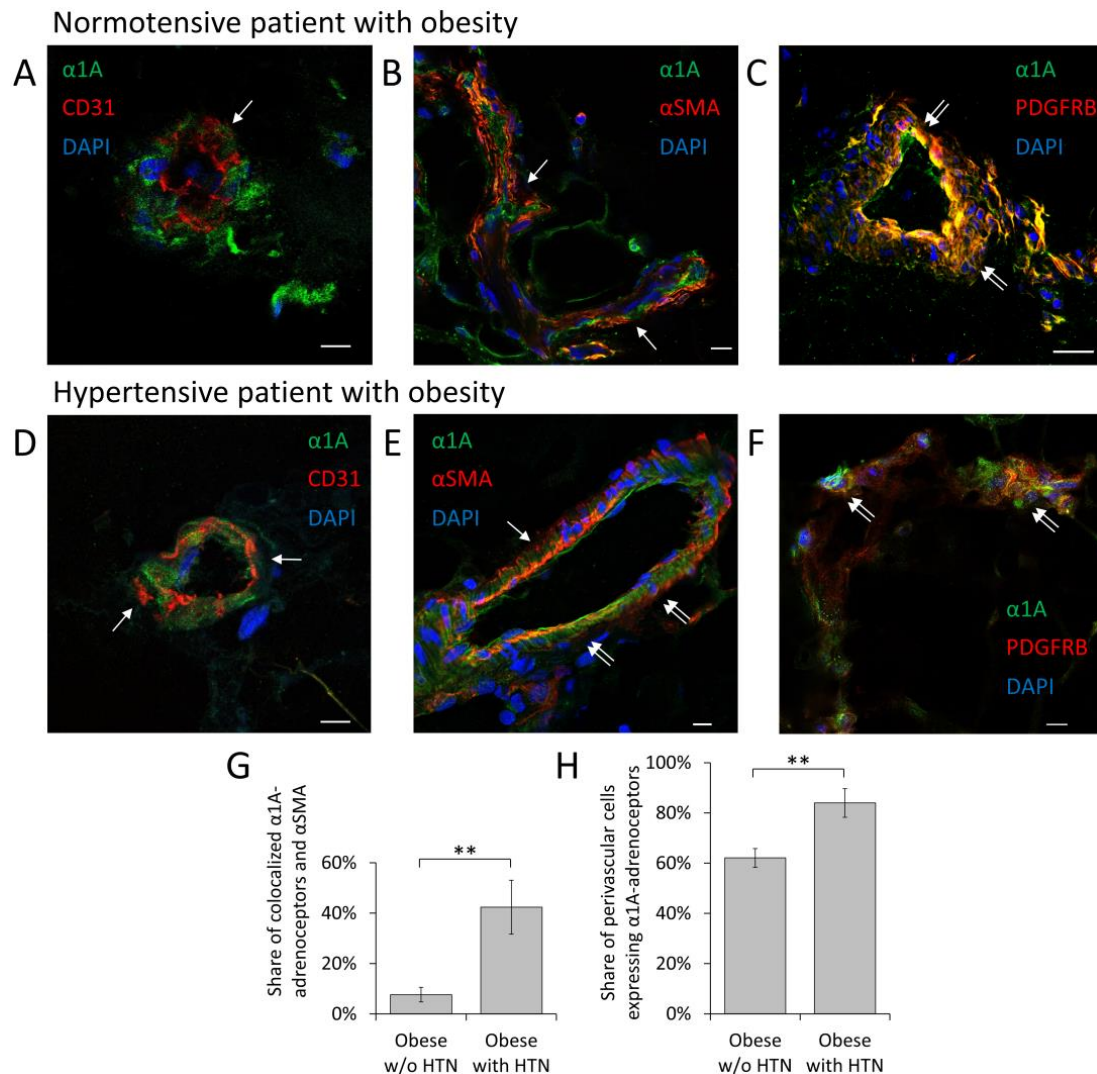 Normotensive patient with obesity
A
α1A
CD31
DAPI
B
α1A
αSMA
DAPI
C
α1A
PDGFRB
DAPI
Hypertensive patient with obesity
D
α1A
CD31
DAPI
E
α1A
αSMA
DAPI
F
α1A
PDGFRB
DAPI
G
Share of colocalized α1A-
adrenoceptors and αSMA
60%
40%
20%
0%
**
Obese
w/o HTN
Obese
with HTN
H
Share of perivascular cells
expressing α1A-adrenoceptors
100%
80%
60%
40%
20%
0%
**
Obese
w/o HTN
Obese
with HTN